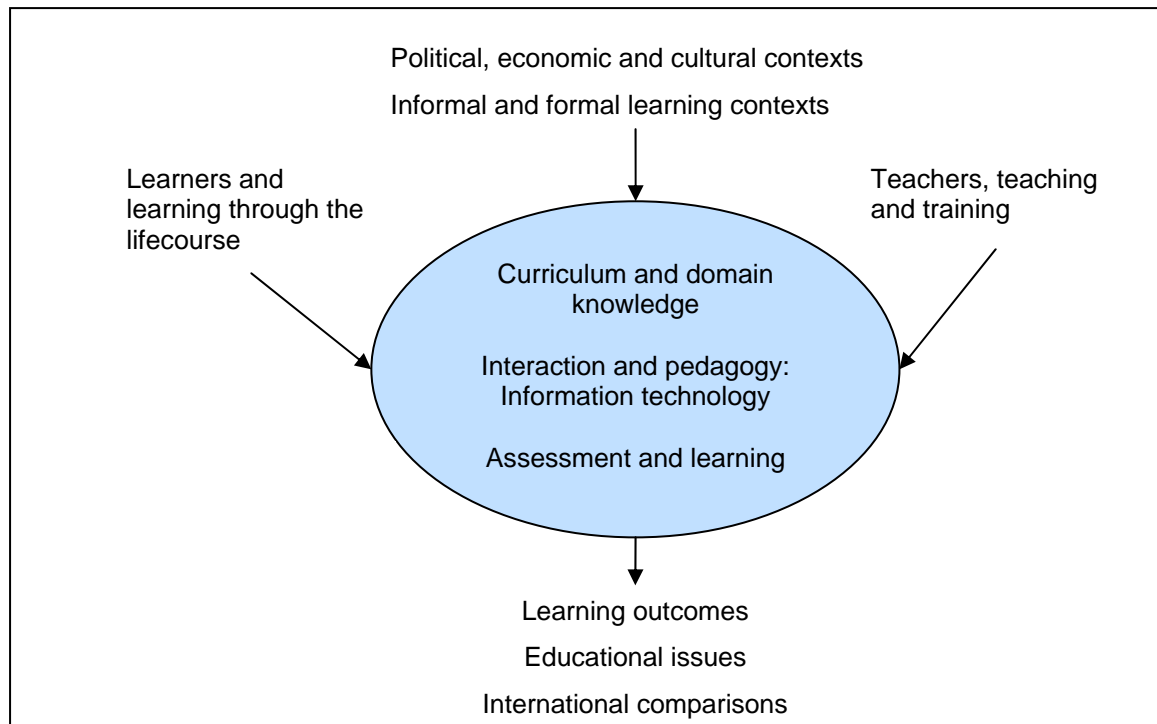 Political, economic and cultural contexts
Informal and formal learning contexts
Learners and
learning through the
lifecourse
Teachers, teaching
and training
Curriculum and domain
knowledge
Interaction and pedagogy:
Information technology
Assessment and learning
Learning outcomes
Educational issues
International comparisons